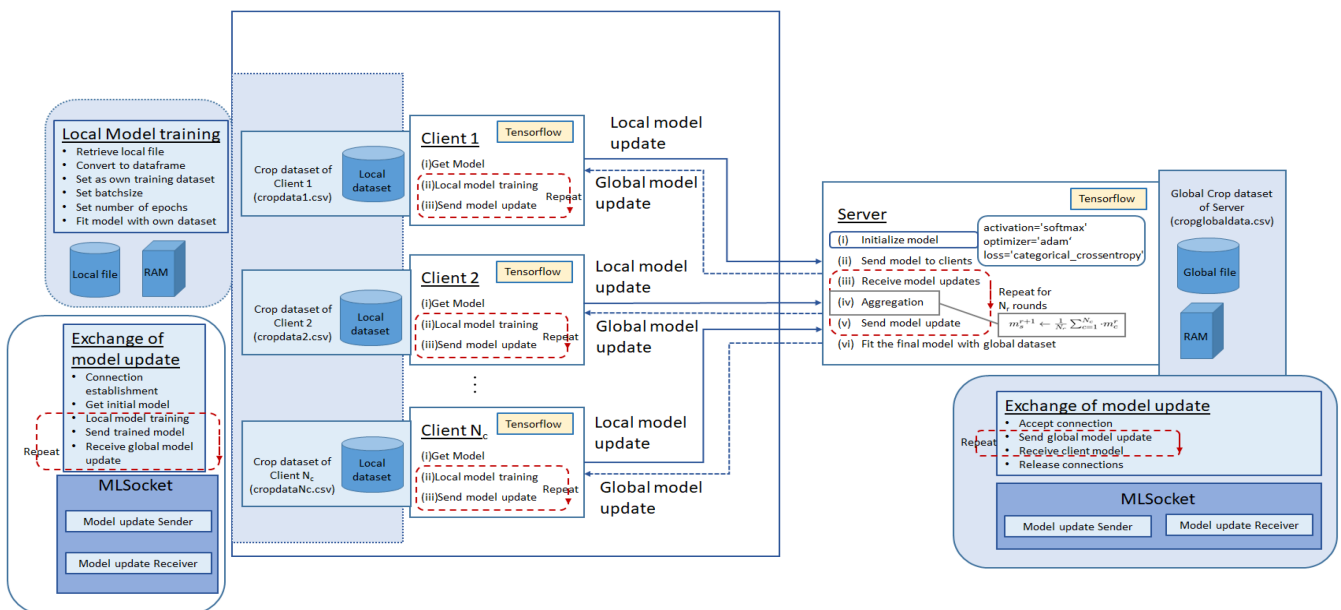 Local Model training
• Retrieve local file
• Convert to dataframe
• Set as own training dataset
• Set batchsize
• Set number of epochs
• Fit model with own dataset
Local file
RAM
Exchange of
model update
• Connection
establishment
• Get initial model
• Local model training
• Send trained model
• Receive global model
update
Repeat
MLSocket
Model update Sender
Model update Receiver
Crop dataset of
Client 1
(cropdata1.csv)
Local
dataset
Client 1
Tensorflow
(i)Get Model
(ii)Local model training
(iii)Send model update
Repeat
Crop dataset of
Client 2
(cropdata2.csv)
Local
dataset
Client 2
Tensorflow
(i)Get Model
(ii)Local model training
(iii)Send model update
Repeat
⋮
Crop dataset of
Client Nc
(cropdataNc.csv)
Local
dataset
Client Nc
Tensorflow
(i)Get Model
(ii)Local model training
(iii)Send model update
Repeat
Local model
update
Global model
update
Local model
update
Global model
update
Local model
update
Global model
update
Server
Tensorflow
(i) Initialize model
activation='softmax'
optimizer='adam'
loss='categorical_crossentropy'
(ii) Send model to clients
(iii) Receive model updates
(iv) Aggregation
(v) Send model update
(vi) Fit the final model with global dataset
Repeat for
Nr rounds
m_s^{r+1} ← 1/N_c ∑_{c=1}^{N_c} · m_c^r
Global Crop dataset
of Server
(cropglobaldata.csv)
Global file
RAM
Exchange of model update
• Accept connection
• Send global model update
• Receive client model
• Release connections
Repeat
MLSocket
Model update Sender
Model update Receiver